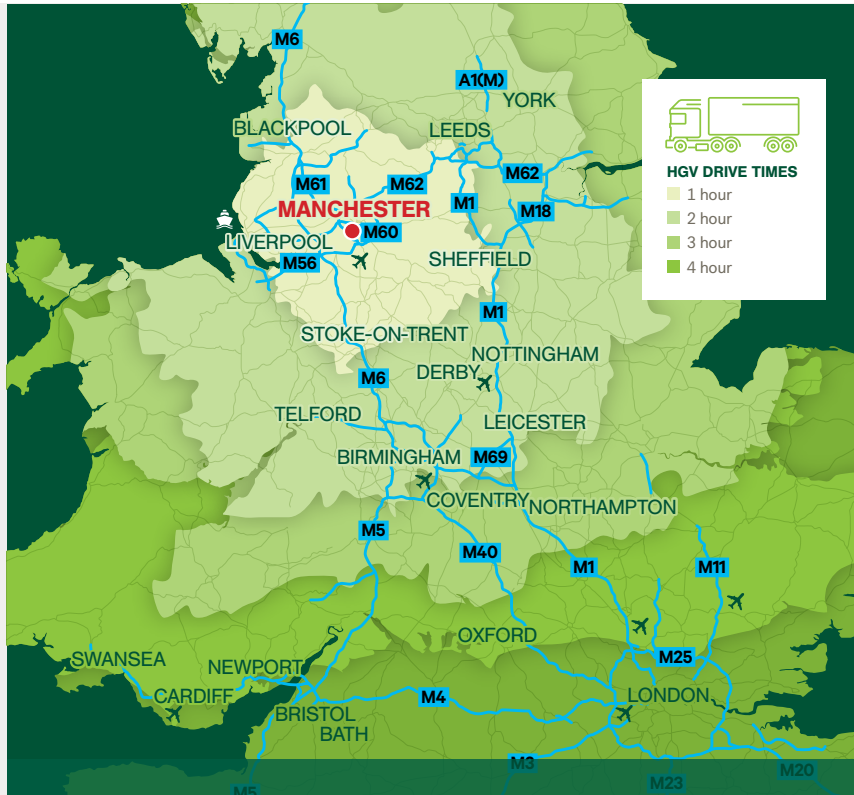 M6
A1(M)
YORK
BLACKPOOL
LEEDS
M62
M61
M62
M1
M18
MANCHESTER
M60
LIVERPOOL
M56
SHEFFIELD
M1
STOKE-ON-TRENT
NOTTINGHAM
M6
DERBY
TELFORD
LEICESTER
BIRMINGHAM
M69
COVENTRY
NORTHAMPTON
M5
M40
M1
M11
OXFORD
SWANSEA
NEWPORT
M25
CARDIFF
M4
LONDON
BRISTOL
BATH
M3
M20
M23
M5
HGV DRIVE TIMES
1 hour
2 hour
3 hour
4 hour